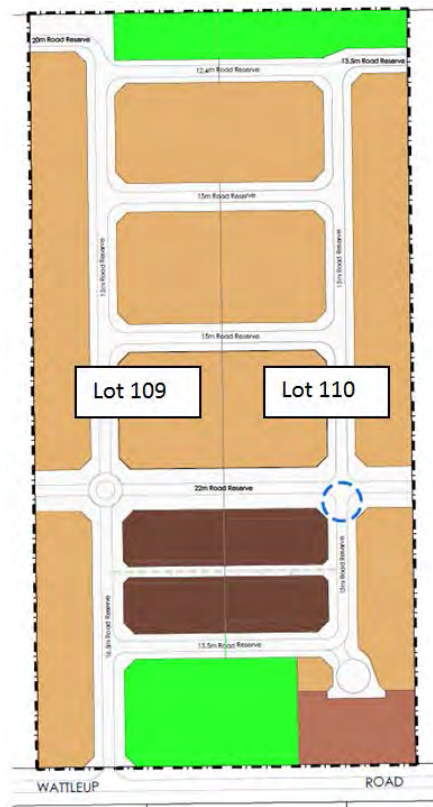 20m Road Reserve
13.5m Road Reserve
12.4m Road Reserve
15m Road Reserve
15m Road Reserve
15m Road Reserve
15m Road Reserve
Lot 109
Lot 110
22m Road Reserve
15m Road Reserve
16.5m Road Reserve
13.5m Road Reserve
WATTLEUP ROAD